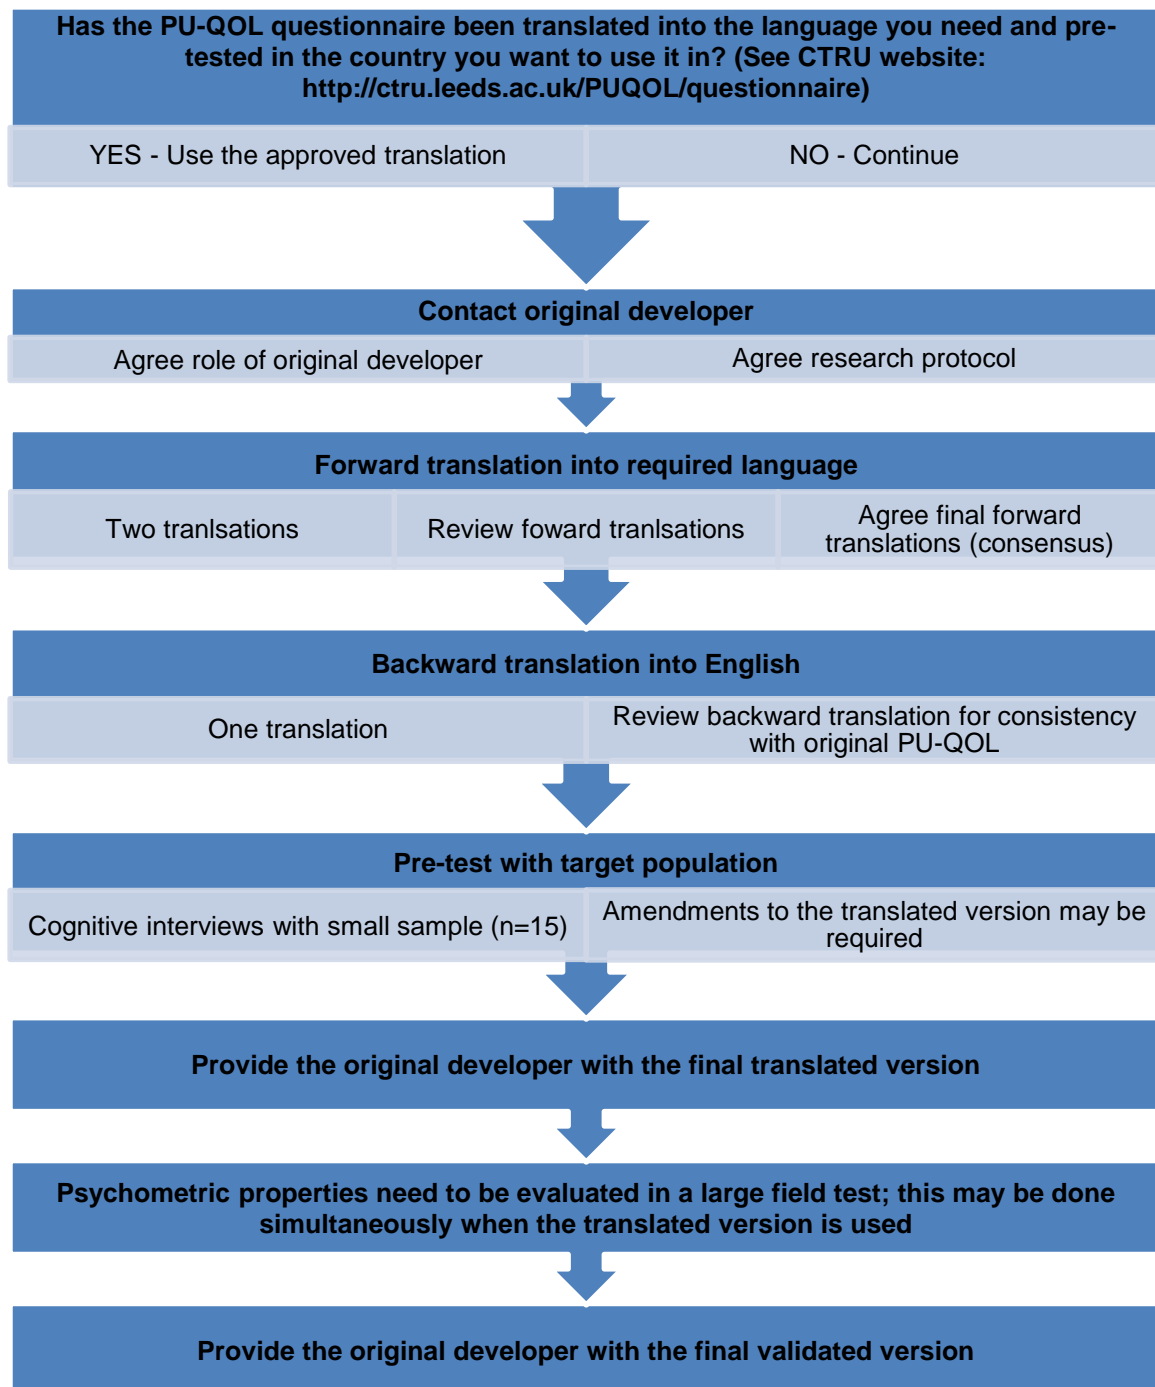 Has the PU-QOL questionnaire been translated into the language you need and pre-
tested in the country you want to use it in? (See CTRU website:
http://ctru.leeds.ac.uk/PUQOL/questionnaire)
YES - Use the approved translation
NO - Continue
Contact original developer
Agree role of original developer
Agree research protocol
Forward translation into required language
Two tranlsations
Review foward tranlsations
Agree final forward
translations (consensus)
Backward translation into English
One translation
Review backward translation for consistency
with original PU-QOL
Pre-test with target population
Cognitive interviews with small sample (n=15)
Amendments to the translated version may be
required
Provide the original developer with the final translated version
Psychometric properties need to be evaluated in a large field test; this may be done
simultaneously when the translated version is used
Provide the original developer with the final validated version